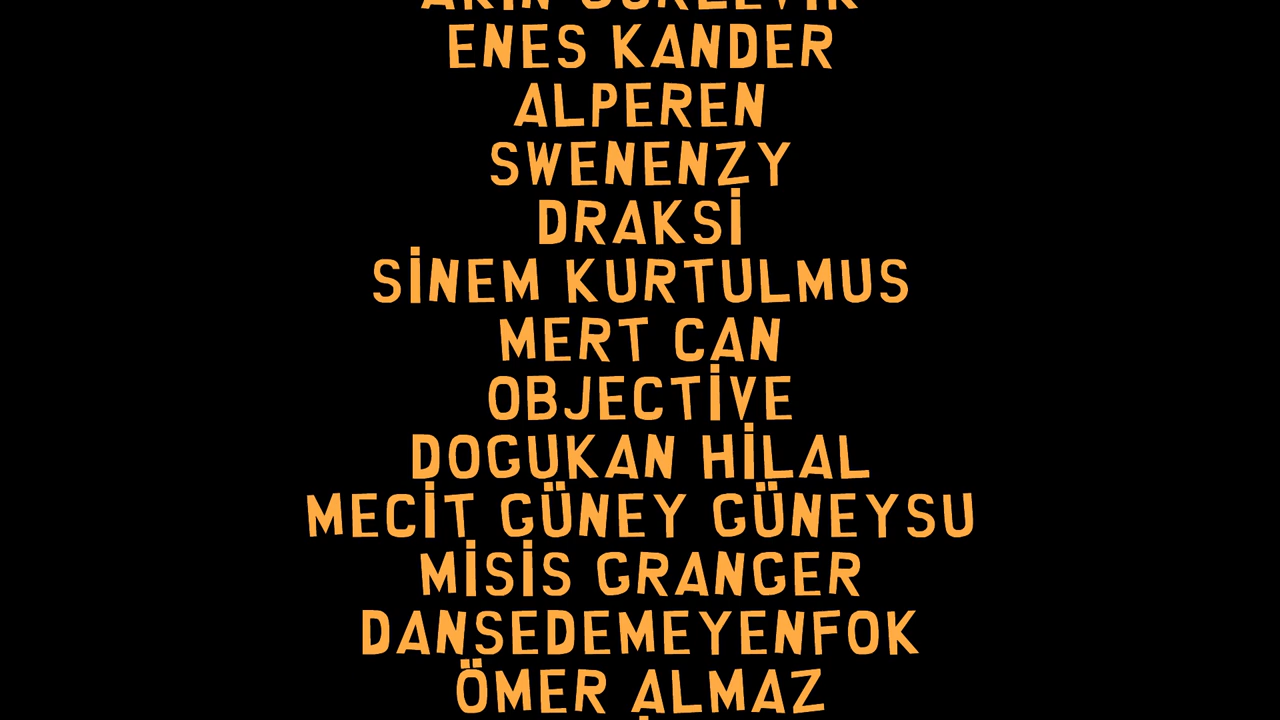 ENES KANDER
ALPEREN
SWENENZY
DRAKSİ
SİNEM KURTULMUS
MERT CAN
OBJECTİVE
DOGUKAN HİLAL
MECİT GÜNEY GÜNEYSU
MİSİS GRANGER
DANSEDEMEYENFOK
ÖMER ALMAZ